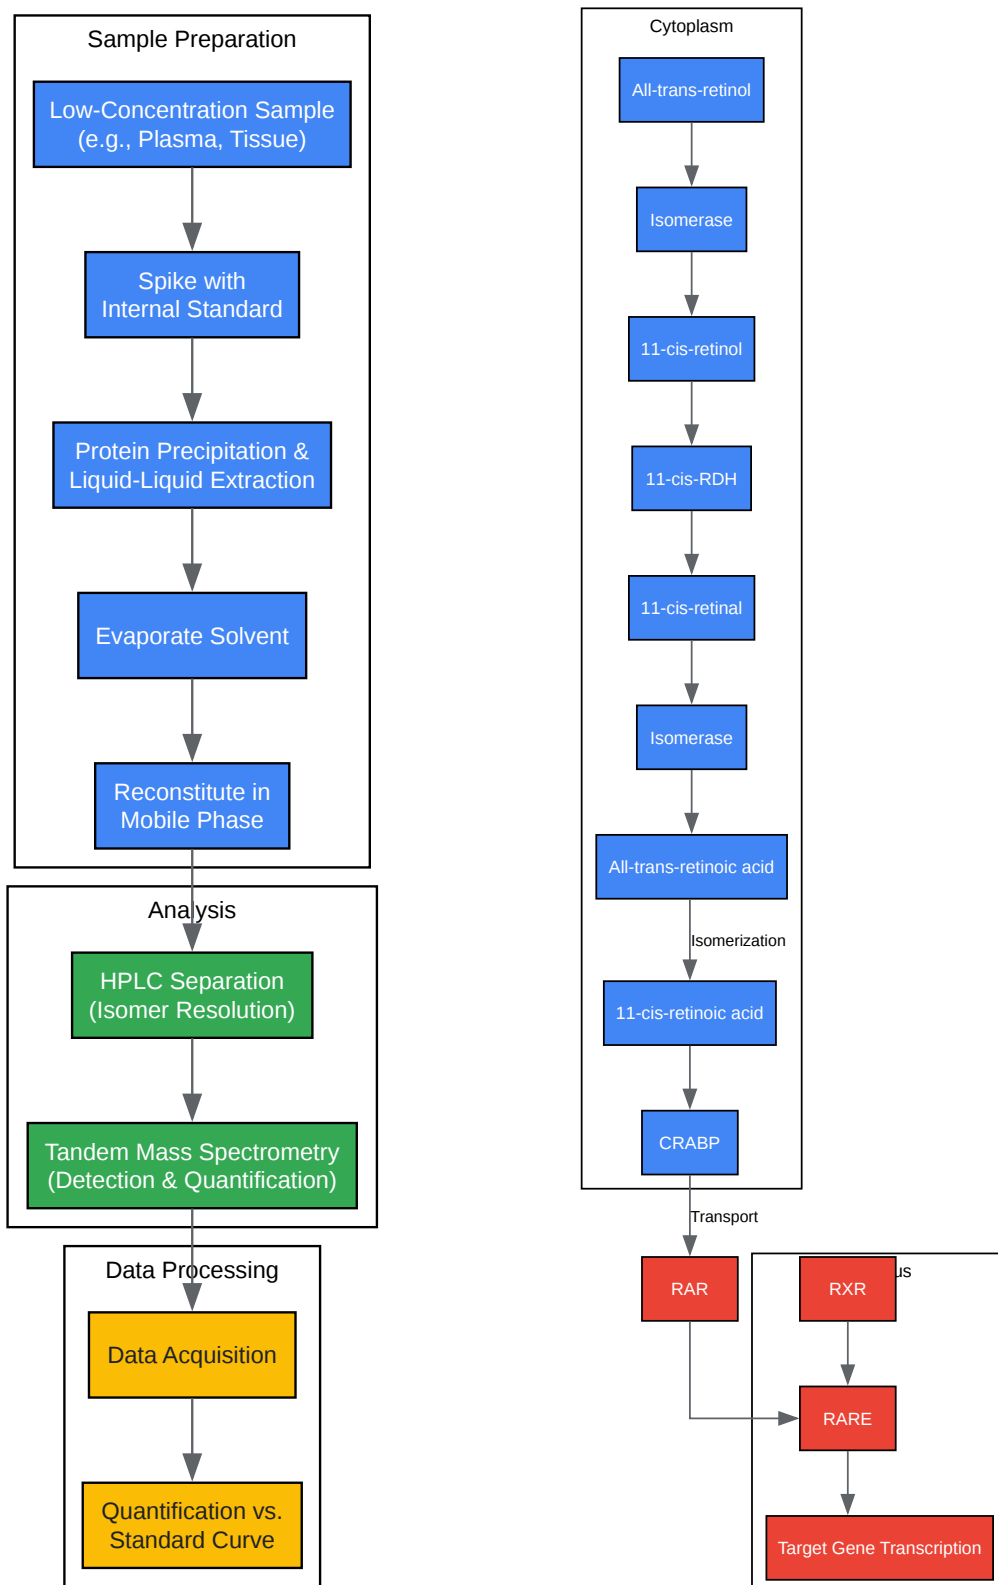 Sample Preparation
Low-Concentration Sample
(e.g., Plasma, Tissue)
Spike with
Internal Standard
Protein Precipitation &
Liquid-Liquid Extraction
Evaporate Solvent
Reconstitute in
Mobile Phase
Analysis
HPLC Separation
(Isomer Resolution)
Tandem Mass Spectrometry
(Detection & Quantification)
Data Processing
Data Acquisition
Quantification vs.
Standard Curve
Cytoplasm
All-trans-retinol
Isomerase
11-cis-retinol
11-cis-RDH
11-cis-retinal
Isomerase
All-trans-retinoic acid
Isomerization
11-cis-retinoic acid
CRABP
Transport
RAR
RXR
RARE
Target Gene Transcription